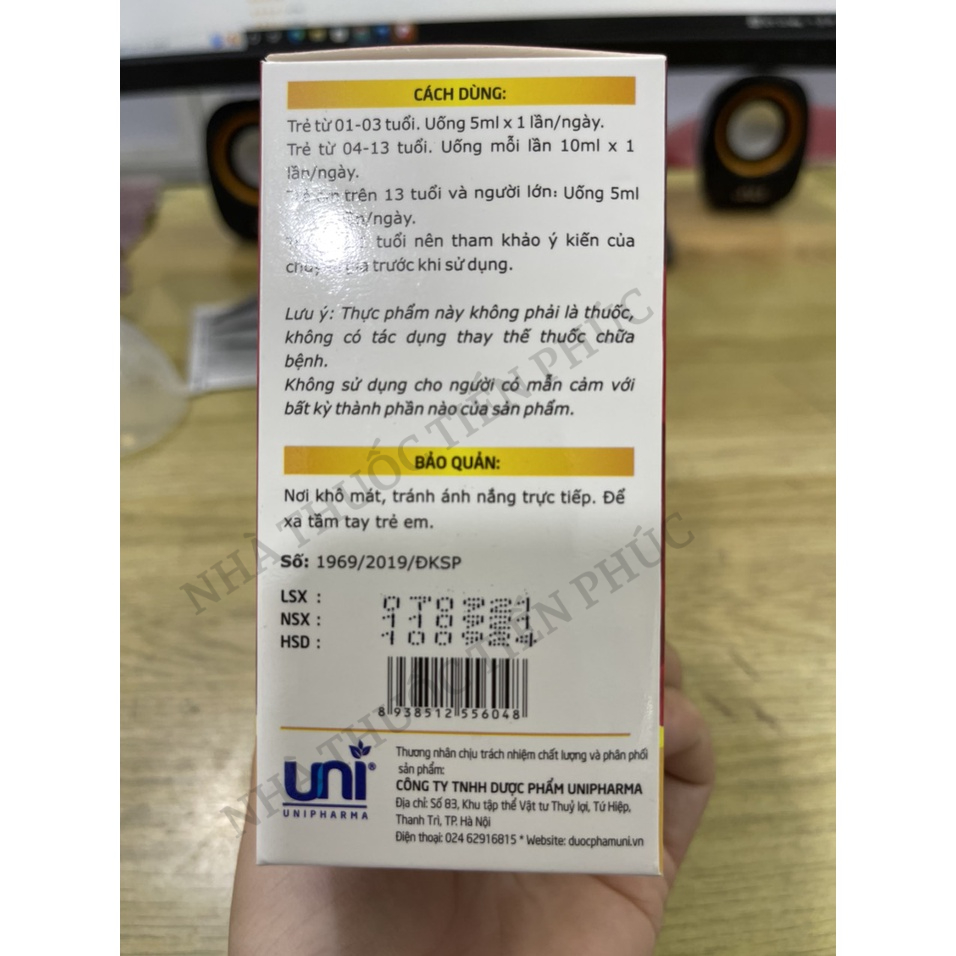 CÁCH DÙNG:
Trẻ từ 01-03 tuổi. Uống 5ml x 1 lần/ngày.
Trẻ từ 04-13 tuổi. Uống mỗi lần 10ml x 1
lần/ngày.
trên 13 tuổi và người lớn: Uống 5ml
lần/ngày.
tuổi nên tham khảo ý kiến của
trước khi sử dụng.
Lưu ý: Thực phẩm này không phải là thuốc,
không có tác dụng thay thế thuốc chữa
bệnh.
Không sử dụng cho người có mẫn cảm với
bất kỳ thành phần nào của sản phẩm.
BẢO QUẢN:
Nơi khô mát, tránh ánh nắng trực tiếp. Để
xa tầm tay trẻ em.
Số: 1969/2019/ĐKSP
LSX :
NSX :
HSD :
8 938512 556048
uni®
UNIPHARMA
Thương nhân chịu trách nhiệm chất lượng và phân phối
sản phẩm:
CÔNG TY TNHH DƯỢC PHẨM UNIPHARMA
Địa chỉ: Số 83, Khu tập thể Vật tư Thuỷ lợi, Tứ Hiệp,
Thanh Trì, TP. Hà Nội
Điện thoại: 024 62916815 * Website: duocphamuni.vn
NHÀ THUỐC TIẾN PHÚC
NHÀ THUỐC TIẾN PHÚC